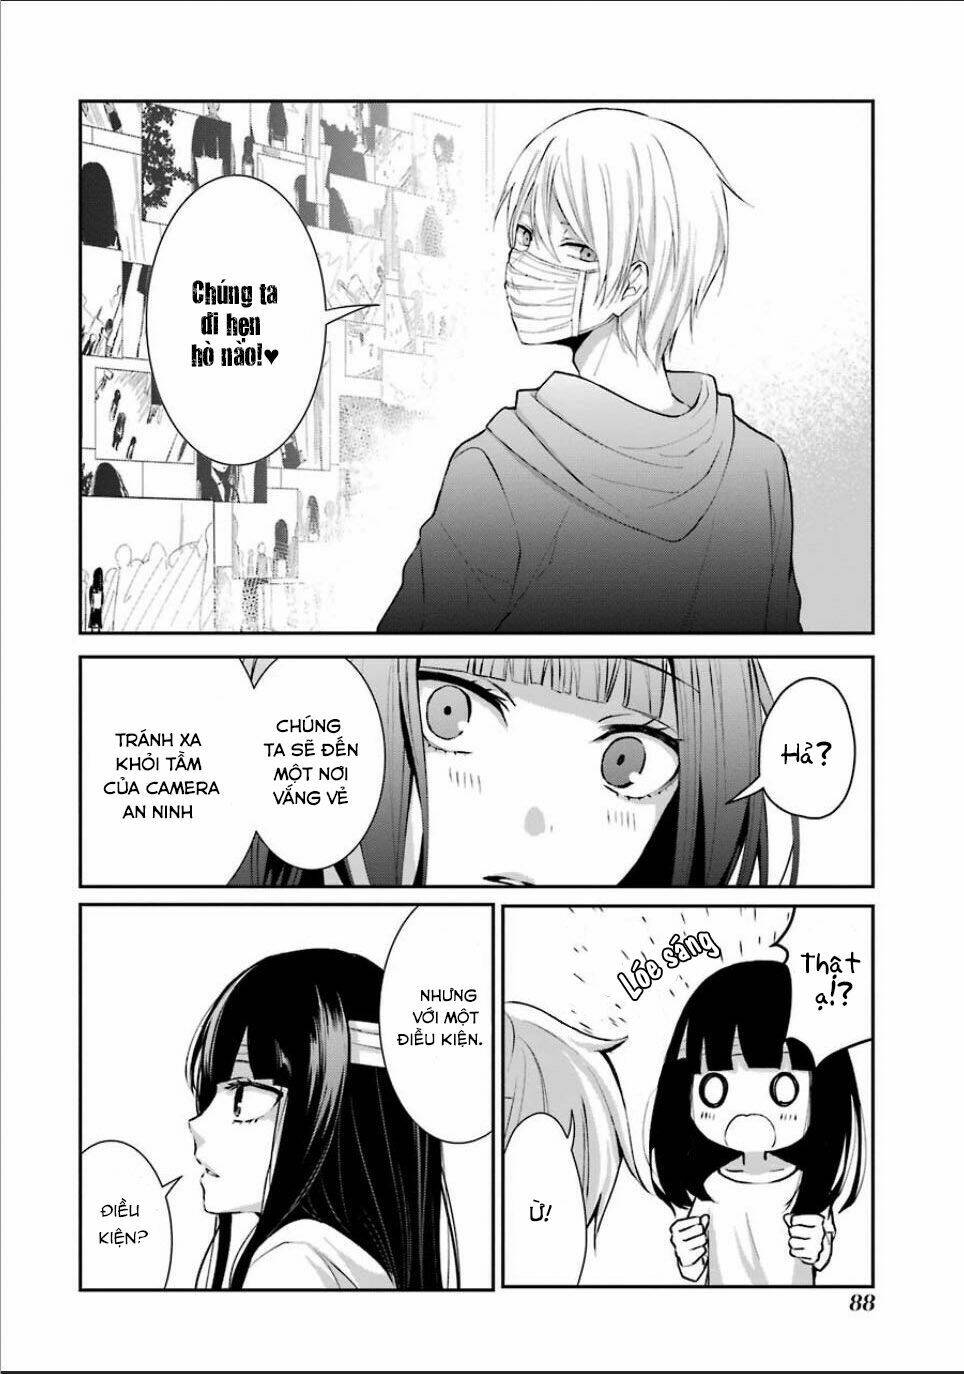 Chúng ta
đi hẹn
hò nào!♥
Hả?
CHÚNG
TA SẼ ĐẾN
MỘT NƠI
VẮNG VẺ
TRÁNH XA
KHỎI TẦM
CỦA CAMERA
AN NINH
Thật
ạ!?
Lóe sáng
Ừ!
NHƯNG
VỚI MỘT
ĐIỀU KIỆN.
ĐIỀU
KIỆN?
88